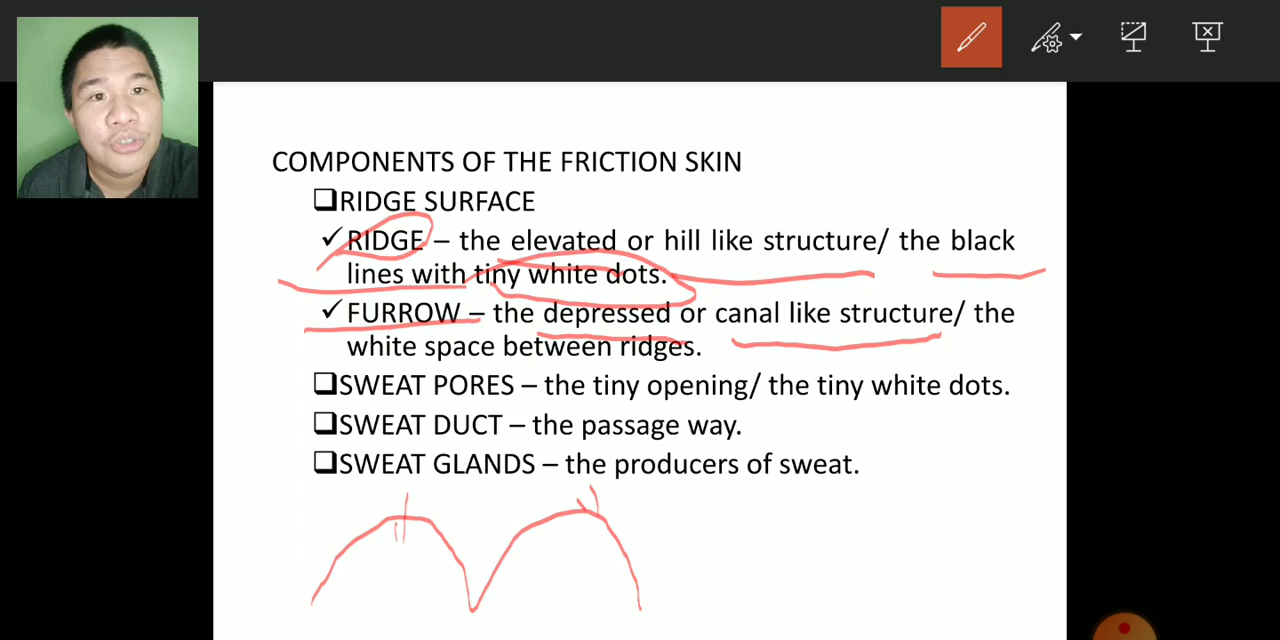 COMPONENTS OF THE FRICTION SKIN
❑RIDGE SURFACE
✓RIDGE – the elevated or hill like structure/ the black
lines with tiny white dots.
✓FURROW – the depressed or canal like structure/ the
white space between ridges.
❑SWEAT PORES – the tiny opening/ the tiny white dots.
❑SWEAT DUCT – the passage way.
❑SWEAT GLANDS – the producers of sweat.